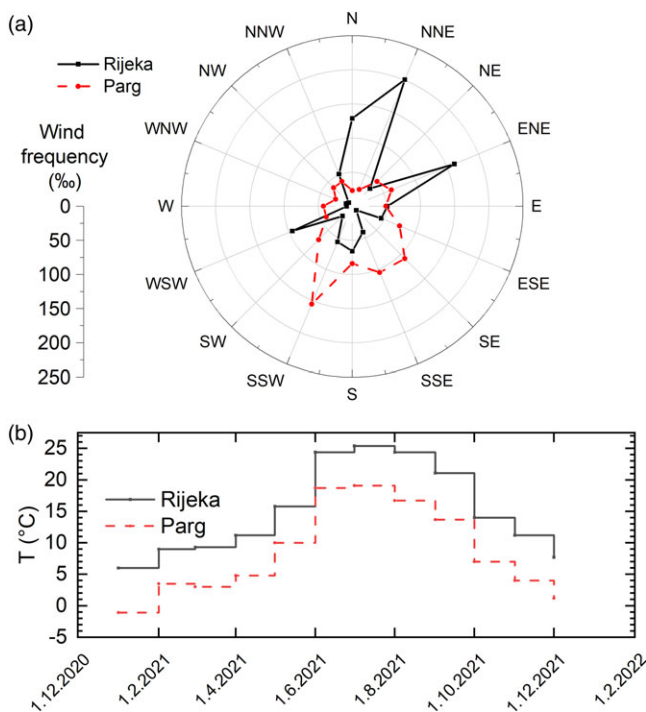 (a)
Rijeka
Parg
Wind
frequency
(‰)
0
50
100
150
200
250
N
NNE
NE
ENE
E
ESE
SE
SSE
S
SSW
SW
WSW
W
WNW
NW
NNW
(b)
T (°C)
25
20
15
10
5
0
-5
Rijeka
Parg
1.12.2020
1.2.2021
1.4.2021
1.6.2021
1.8.2021
1.10.2021
1.12.2021
1.2.2022